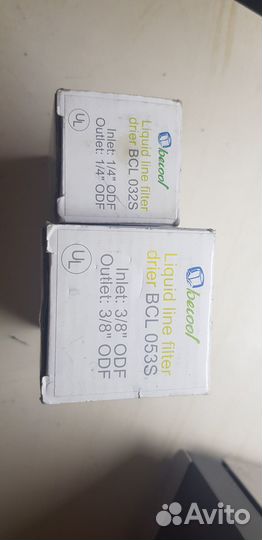 becool
Liquid line filter
drier BCL 032S
Inlet: 1/4" ODF
Outlet: 1/4" ODF
UL
becool
Liquid line filter
drier BCL 053S
Inlet: 3/8" ODF
Outlet: 3/8" ODF
UL
Avito